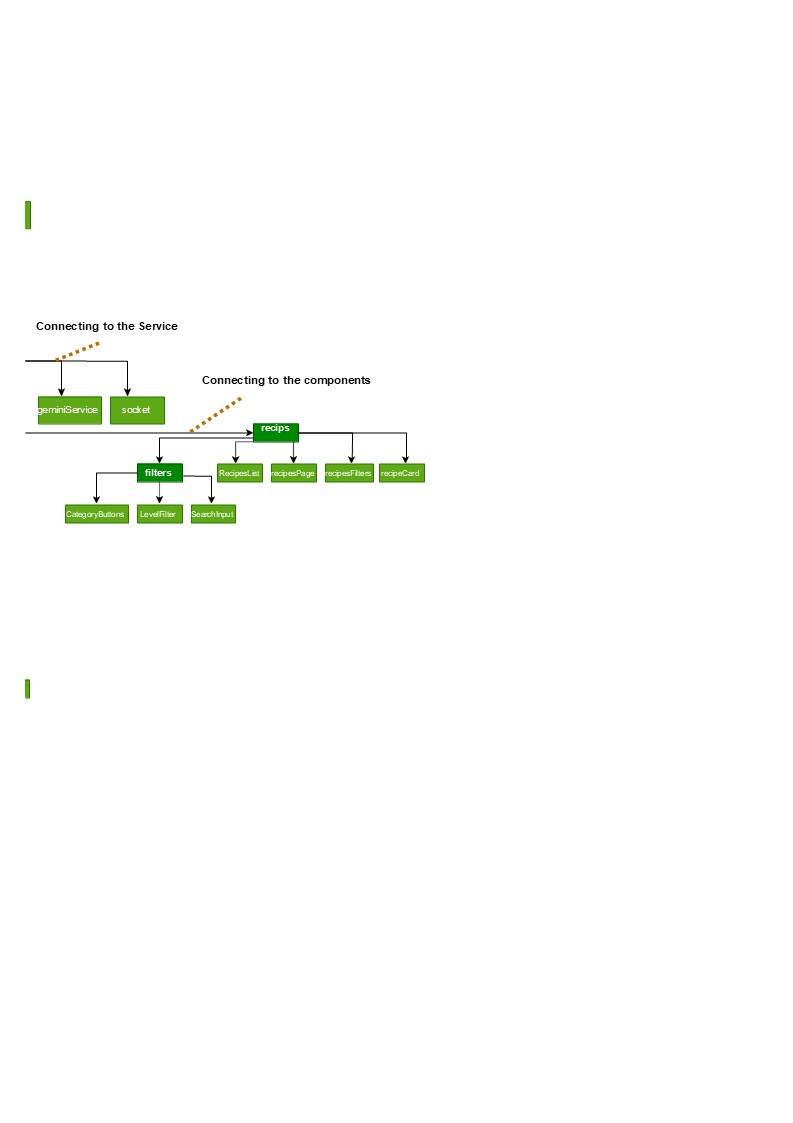 Connecting to the Service
Connecting to the components
geminiService
socket
recips
filters
RecipesList
recipesPage
recipesFilters
recipeCard
CategoryButtons
LevelFilter
SearchInput